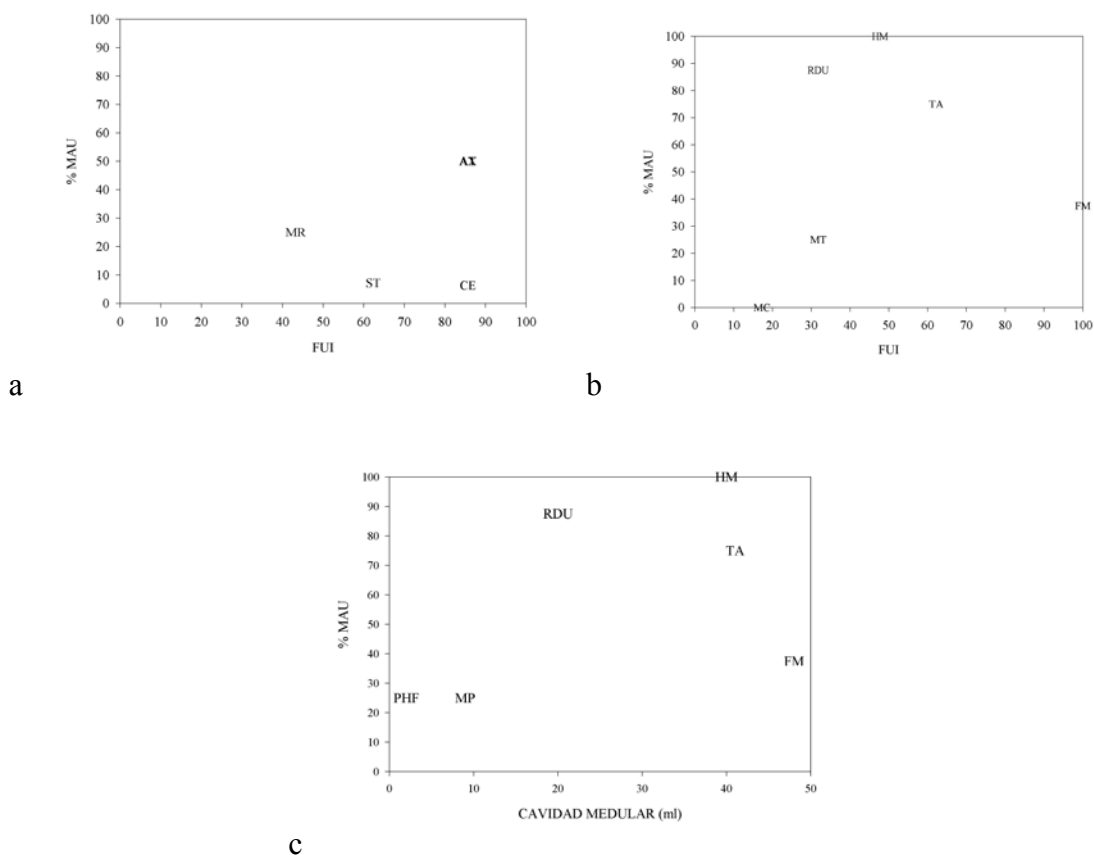 100
90
80
70
60
50
40
30
20
10
0
% MAU
AX
MR
ST
CE
0 10 20 30 40 50 60 70 80 90 100
FUI
a
100
90
80
70
60
50
40
30
20
10
0
% MAU
HM
RDU
TA
FM
MT
MC
0 10 20 30 40 50 60 70 80 90 100
FUI
b
100
90
80
70
60
50
40
30
20
10
0
% MAU
HM
RDU
TA
FM
PHF MP
0 10 20 30 40 50
CAVIDAD MEDULAR (ml)
c